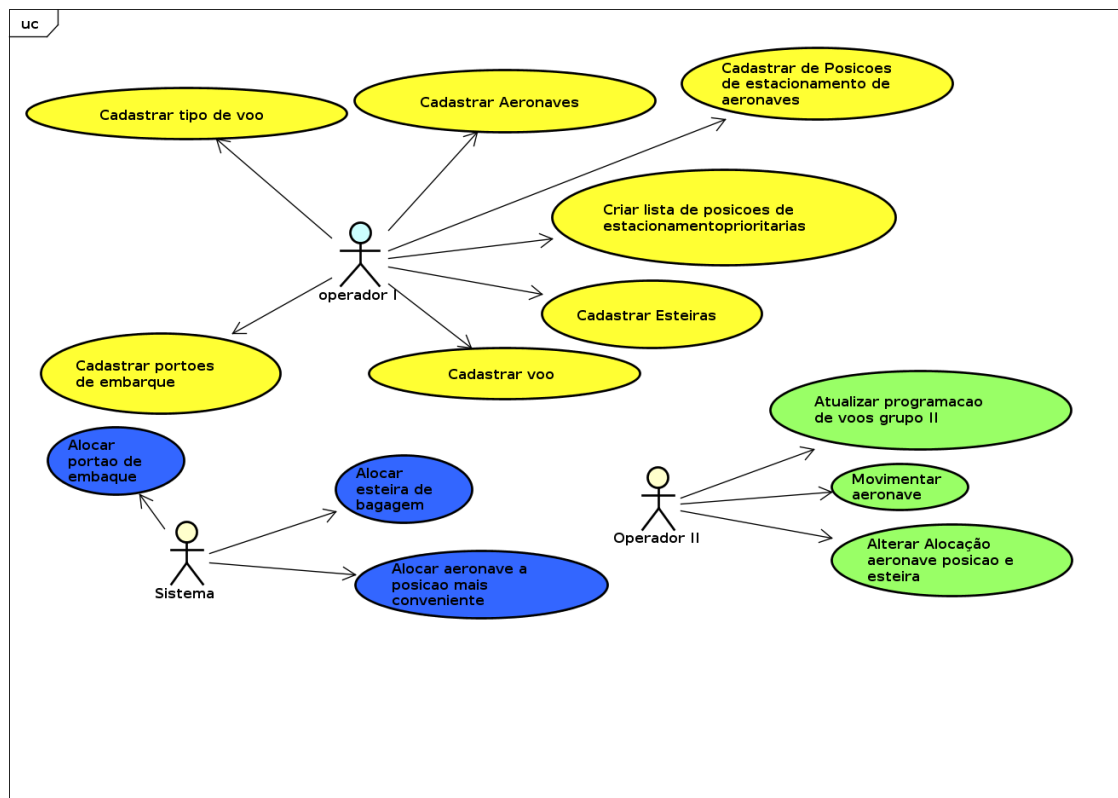 uc
Cadastrar tipo de voo
Cadastrar Aeronaves
Cadastrar de Posicoes
de estacionamento de
aeronaves
Criar lista de posicoes de
estacionamentoprioritarias
operador I
Cadastrar Esteiras
Cadastrar portoes
de embarque
Cadastrar voo
Atualizar programacao
de voos grupo II
Alocar
portao de
embaque
Alocar
esteira de
bagagem
Movimentar
aeronave
Operador II
Alterar Alocação
aeronave posicao e
esteira
Sistema
Alocar aeronave a
posicao mais
conveniente